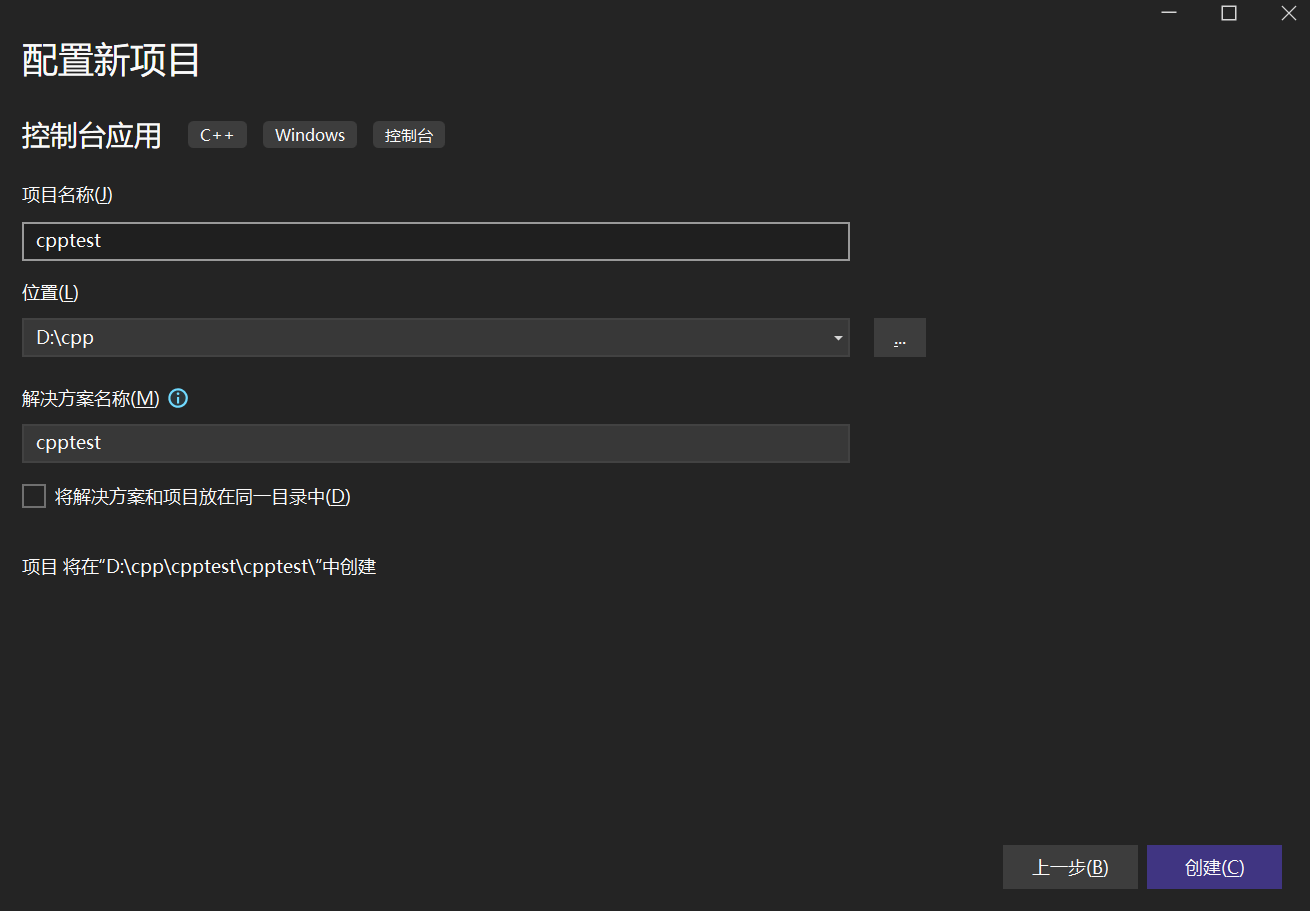 配置新项目
控制台应用 C++ Windows 控制台
项目名称(J)
cpptest
位置(L)
D:\cpp
...
解决方案名称(M)
cpptest
将解决方案和项目放在同一目录中(D)
项目 将在“D:\cpp\cpptest\cpptest\”中创建
上一步(B) 创建(C)